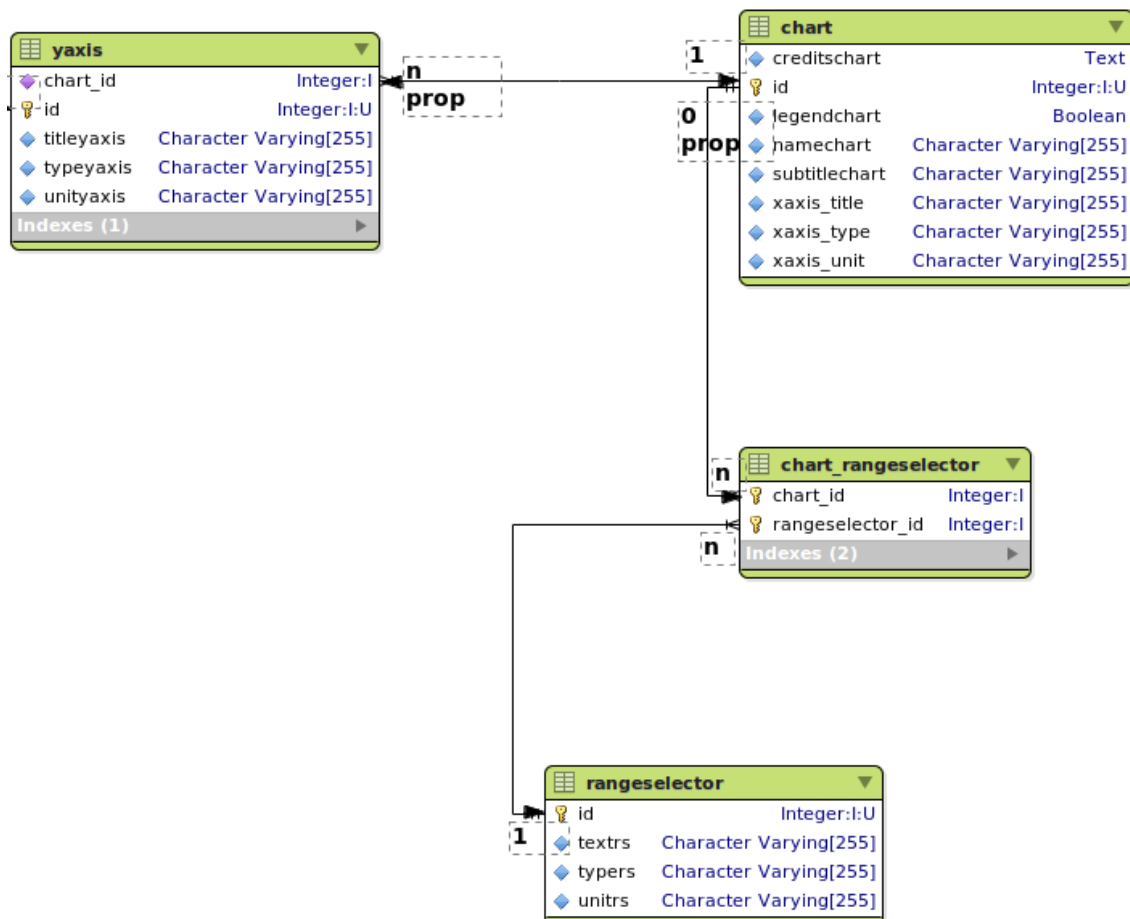 yaxis
chart_id Integer:I
id Integer:I:U
titleyaxis Character Varying[255]
typeyaxis Character Varying[255]
unityaxis Character Varying[255]
Indexes (1)
n
prop
1
0
prop
chart
creditschart Text
id Integer:I:U
legendchart Boolean
namechart Character Varying[255]
subtitlechart Character Varying[255]
xaxis_title Character Varying[255]
xaxis_type Character Varying[255]
xaxis_unit Character Varying[255]
n
n
chart_rangeselector
chart_id Integer:I
rangeselector_id Integer:I
Indexes (2)
1
rangeselector
id Integer:I:U
textrs Character Varying[255]
typers Character Varying[255]
unitrs Character Varying[255]